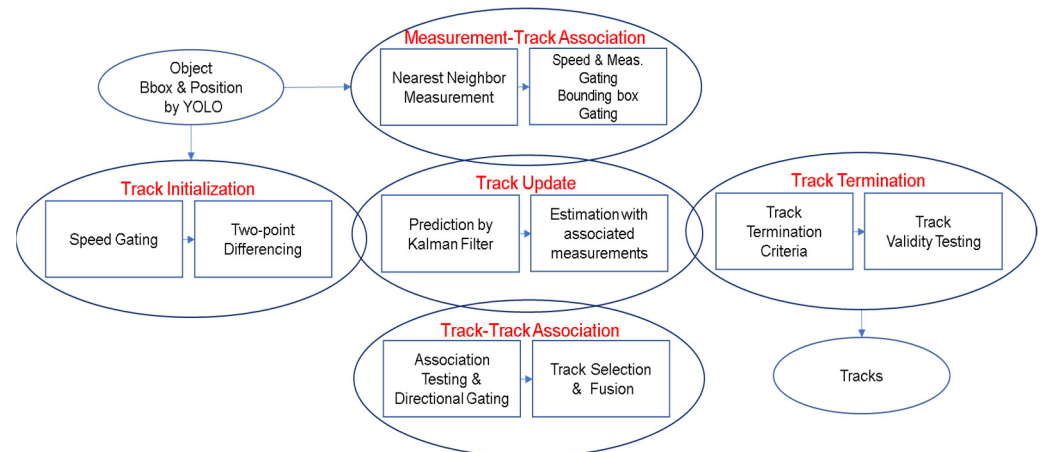 Object
Bbox & Position
by YOLO
Measurement-Track Association
Nearest Neighbor
Measurement
Speed & Meas.
Gating
Bounding box
Gating
Track Initialization
Speed Gating
Two-point
Differencing
Track Update
Prediction by
Kalman Filter
Estimation with
associated
measurements
Track Termination
Track
Termination
Criteria
Track
Validity Testing
Track-Track Association
Association
Testing &
Directional Gating
Track Selection
& Fusion
Tracks